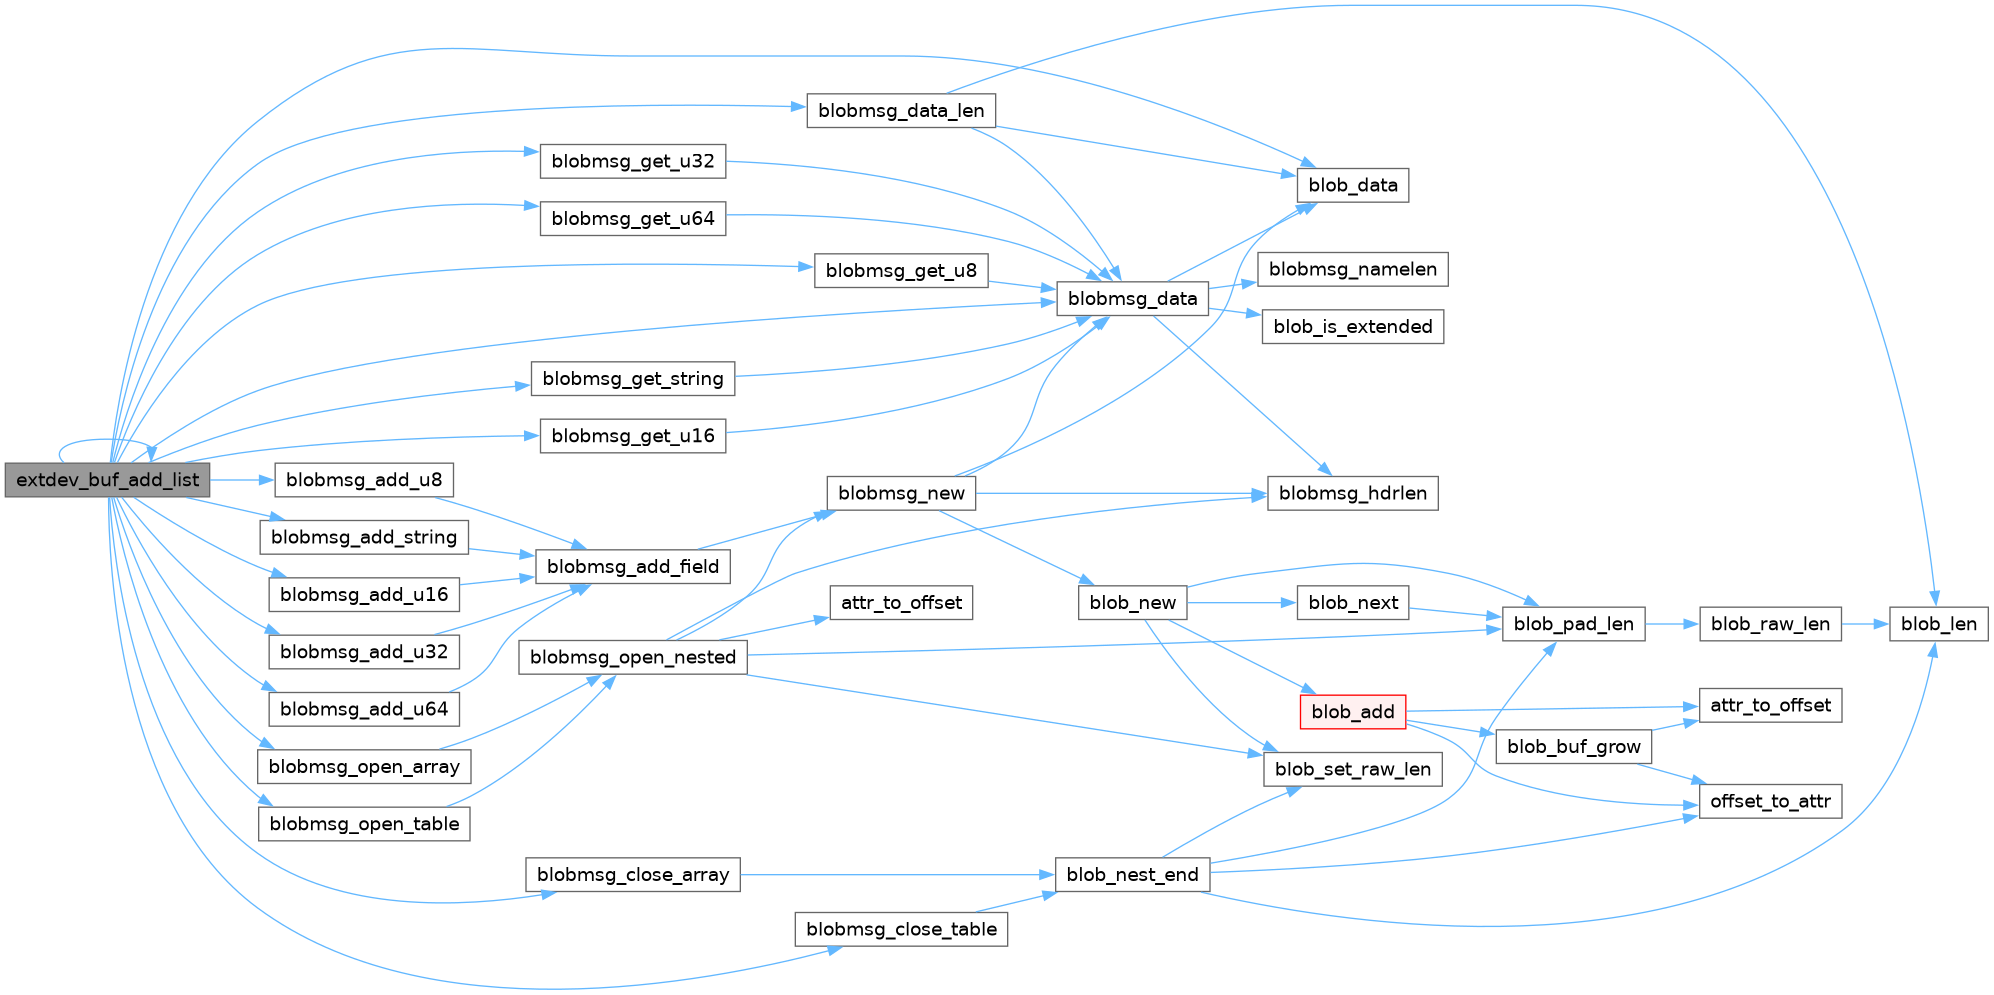 extdev_buf_add_list
blobmsg_add_u8
blobmsg_add_string
blobmsg_add_u16
blobmsg_add_u32
blobmsg_add_u64
blobmsg_open_array
blobmsg_open_table
blobmsg_get_u32
blobmsg_get_u64
blobmsg_get_string
blobmsg_get_u16
blobmsg_add_field
blobmsg_open_nested
blobmsg_close_array
blobmsg_data_len
blobmsg_get_u8
blobmsg_new
attr_to_offset
blobmsg_close_table
blobmsg_data
blob_new
blob_nest_end
blob_data
blobmsg_namelen
blob_is_extended
blobmsg_hdrlen
blob_next
blob_add
blob_set_raw_len
blob_pad_len
blob_buf_grow
blob_raw_len
attr_to_offset
offset_to_attr
blob_len